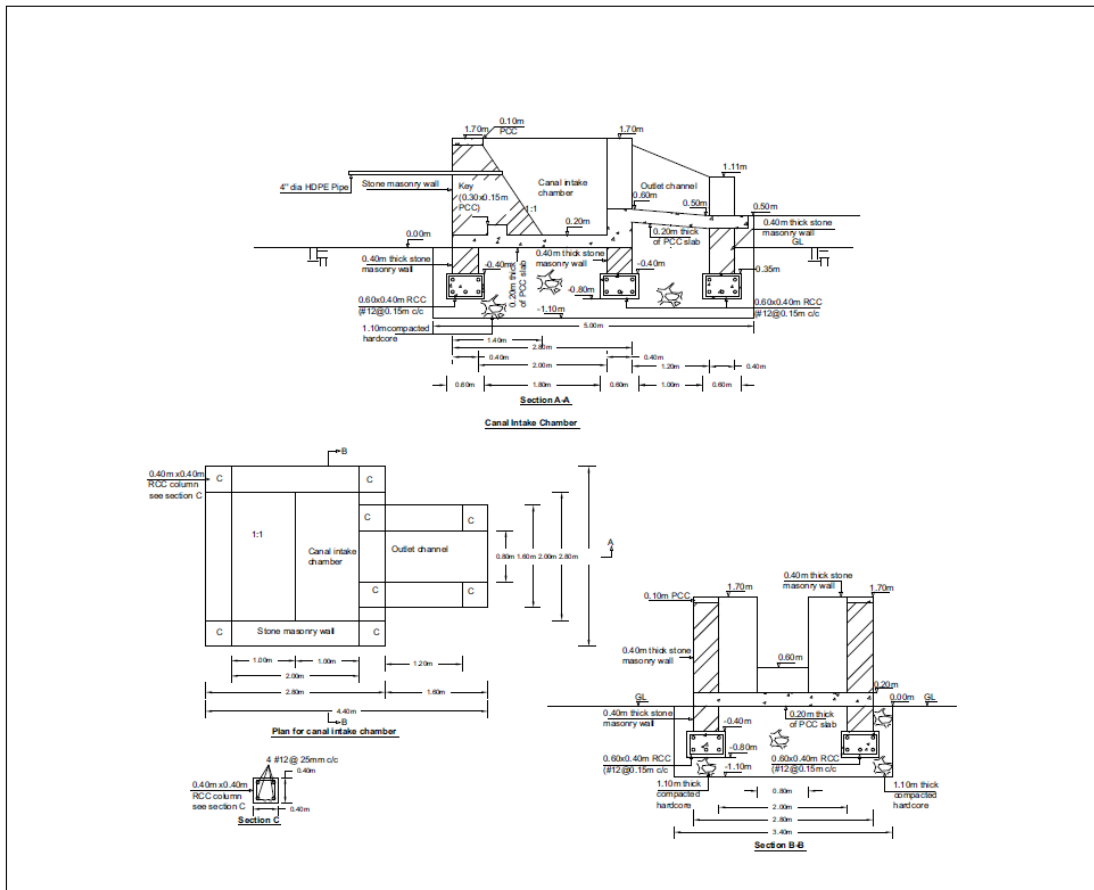 0.10m
PCC
1.70m
1.70m
1.11m
4" dia HDPE Pipe
Stone masonry wall
Key
(0.30x0.15m
PCC)
1:1
Canal intake
chamber
Outlet channel
0.60m
0.50m
0.50m
0.20m
0.20m thick
of PCC slab
0.40m thick stone
masonry wall
GL
0.00m
0.40m thick stone
masonry wall
-0.40m
0.20m thick
of PCC slab
0.40m thick stone
masonry wall
-0.40m
-0.35m
-0.80m
-1.10m
0.60x0.40m RCC
(#12@0.15m c/c
0.60x0.40m RCC
(#12@0.15m c/c
1.10mcompacted
hardcore
5.00m
1.40m
2.80m
0.40m
2.00m
0.40m
1.20m
0.40m
0.60m
1.80m
0.60m
1.00m
0.60m
Section A-A
Canal Intake Chamber
B
0.40m x0.40m
RCC column
see section C
C
C
C
C
C
C
C
C
1:1
Canal intake
chamber
Outlet channel
Stone masonry wall
0.80m
1.60m
2.00m
2.80m
A
1.00m
1.00m
1.20m
2.00m
2.80m
1.60m
4.40m
B
Plan for canal intake chamber
4 #12@ 25mm c/c
0.40m
0.40m x0.40m
RCC column
see section C
0.40m
Section C
0.40m thick stone
masonry wall
0.10m PCC
1.70m
1.70m
0.40m thick stone
masonry wall
0.60m
0.20m
GL
0.00m
GL
0.40m thick stone
masonry wall
0.20m thick
of PCC slab
-0.40m
-0.80m
-1.10m
0.60x0.40m RCC
(#12@0.15m c/c
0.60x0.40m RCC
(#12@0.15m c/c
1.10m thick
compacted
hardcore
1.10m thick
compacted
hardcore
0.80m
2.00m
2.80m
3.40m
Section B-B